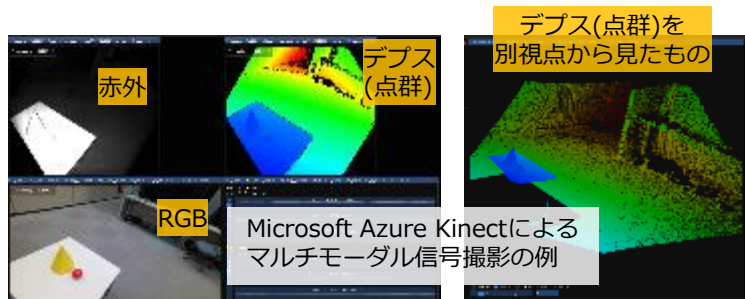 赤外
デプス
(点群)
デプス(点群)を
別視点から見たもの
RGB
Microsoft Azure Kinectによる
マルチモーダル信号撮影の例